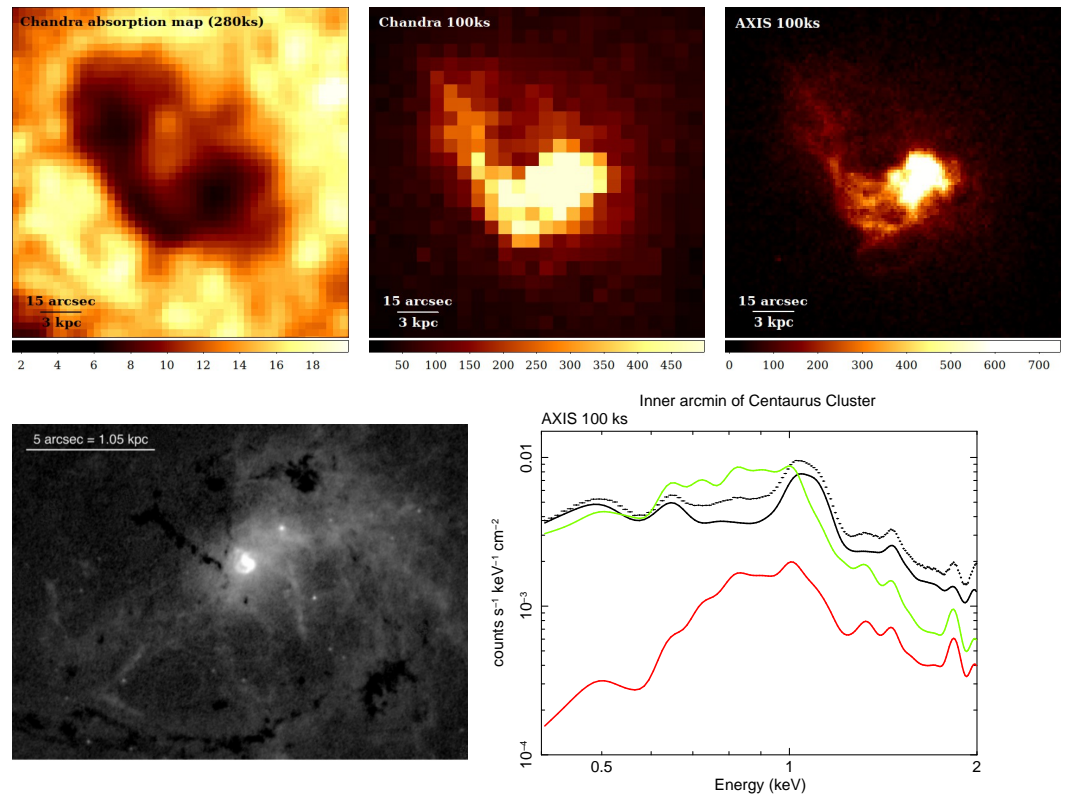 Chandra absorption map (280ks)
15 arcsec
3 kpc
2 4 6 8 10 12 14 16 18
Chandra 100ks
15 arcsec
3 kpc
50 100 150 200 250 300 350 400 450
AXIS 100ks
15 arcsec
3 kpc
0 100 200 300 400 500 600 700
5 arcsec = 1.05 kpc
Inner arcmin of Centaurus Cluster
AXIS 100 ks
counts s⁻¹ keV⁻¹ cm⁻²
0.01
10⁻³
10⁻⁴
0.5 1 2
Energy (keV)